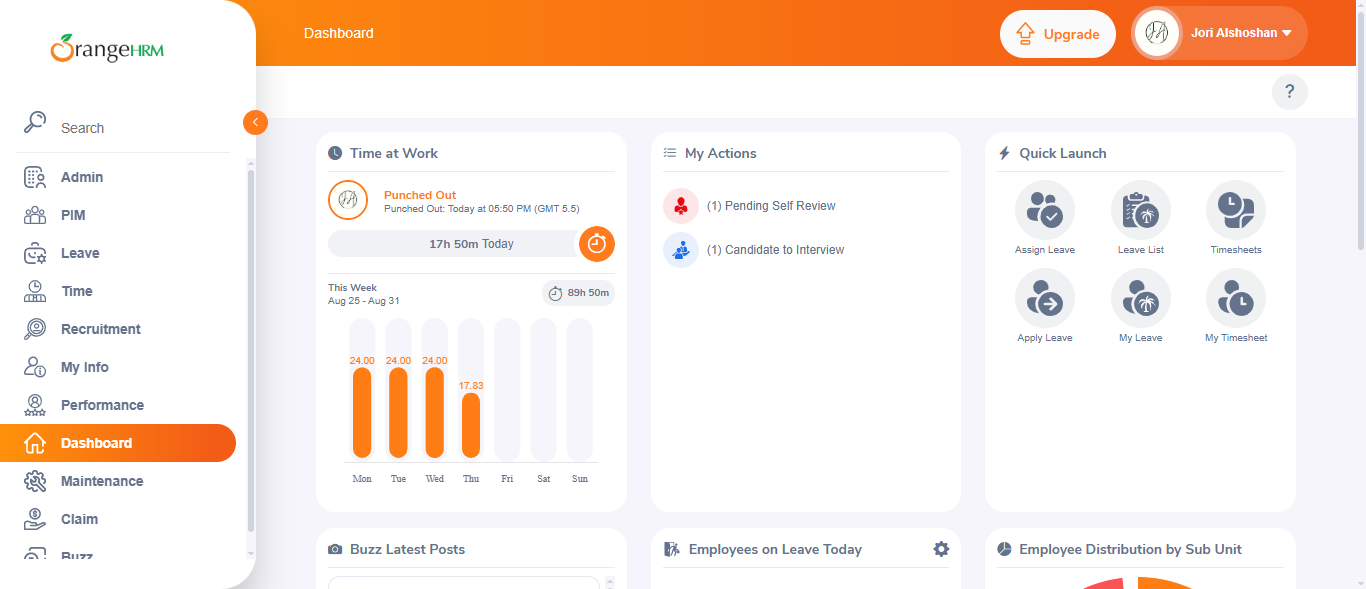 OrangeHRM
Search
Admin
PIM
Leave
Time
Recruitment
My Info
Performance
Dashboard
Maintenance
Claim
Buzz
Dashboard
Upgrade
Jori Alshoshan
?
Time at Work
Punched Out
Punched Out: Today at 05:50 PM (GMT 5.5)
17h 50m Today
This Week
Aug 25 - Aug 31
89h 50m
24.00 24.00 24.00
17.83
Mon Tue Wed Thu Fri Sat Sun
My Actions
(1) Pending Self Review
(1) Candidate to Interview
Quick Launch
Assign Leave Leave List Timesheets
Apply Leave My Leave My Timesheet
Buzz Latest Posts
Employees on Leave Today
Employee Distribution by Sub Unit